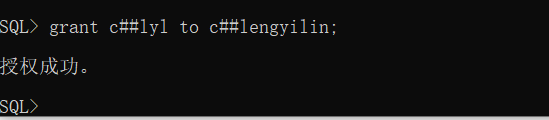 SQL> grant c##lyl to c##lengyilin;
授权成功。
SQL>